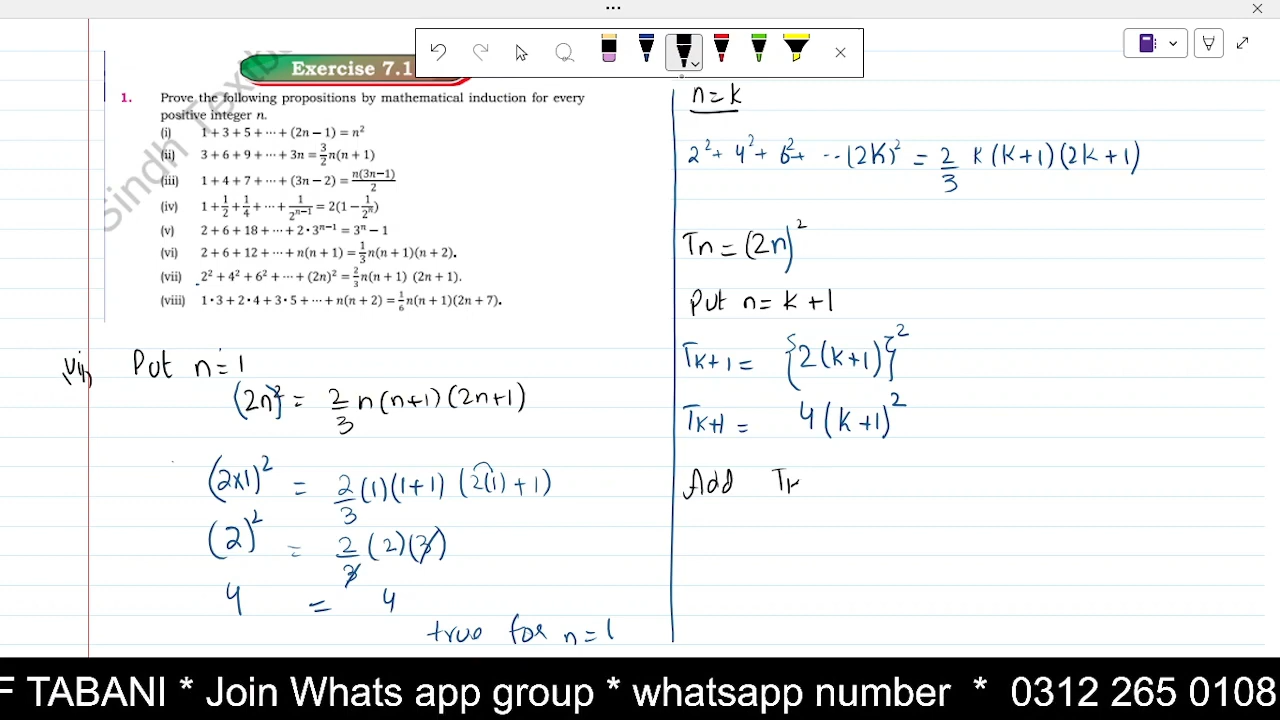 Sindh Textb
Exercise 7.1
1. Prove the following propositions by mathematical induction for every
positive integer n.
(i) 1 + 3 + 5 + ⋯ + (2n − 1) = n²
(ii) 3 + 6 + 9 + ⋯ + 3n = 3/2 n(n + 1)
(iii) 1 + 4 + 7 + ⋯ + (3n − 2) = n(3n−1)/2
(iv) 1 + 1/2 + 1/4 + ⋯ + 1/2ⁿ⁻¹ = 2(1 − 1/2ⁿ)
(v) 2 + 6 + 18 + ⋯ + 2 • 3ⁿ⁻¹ = 3ⁿ − 1
(vi) 2 + 6 + 12 + ⋯ + n(n + 1) = 1/3 n(n + 1)(n + 2).
(vii) 2² + 4² + 6² + ⋯ + (2n)² = 2/3 n(n + 1) (2n + 1).
(viii) 1 • 3 + 2 • 4 + 3 • 5 + ⋯ + n(n + 2) = 1/6 n(n + 1)(2n + 7).
vii) Put n = 1
(2n)² = 2/3 n(n+1)(2n+1)
(2×1)² = 2/3 (1)(1+1)(2(1)+1)
(2)² = 2/3 (2)(3)
4 = 4
true for n = 1
n = k
2² + 4² + 6² + ⋯ (2k)² = 2/3 k(k+1)(2k+1)
Tn = (2n)²
Put n = k + 1
Tk+1 = {2(k+1)}²
Tk+1 = 4(k+1)²
Add
F TABANI * Join Whats app group * whatsapp number * 0312 265 0108